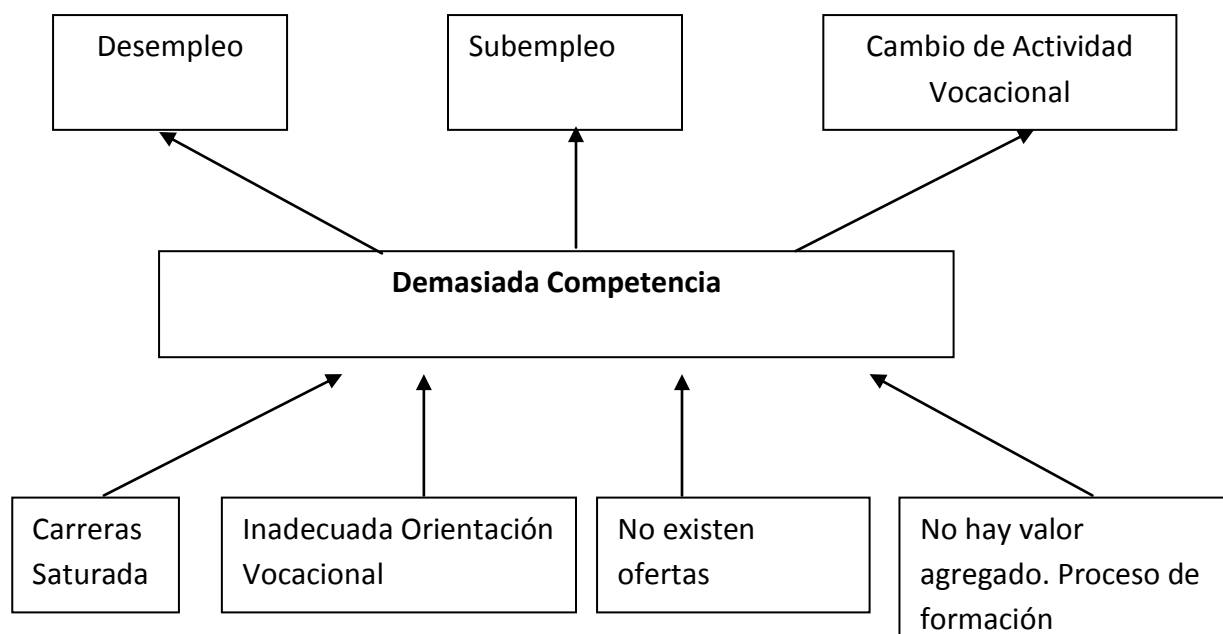 Desempleo
Subempleo
Cambio de Actividad
Vocacional
Demasiada Competencia
Carreras
Saturada
Inadecuada Orientación
Vocacional
No existen
ofertas
No hay valor
agregado. Proceso de
formación